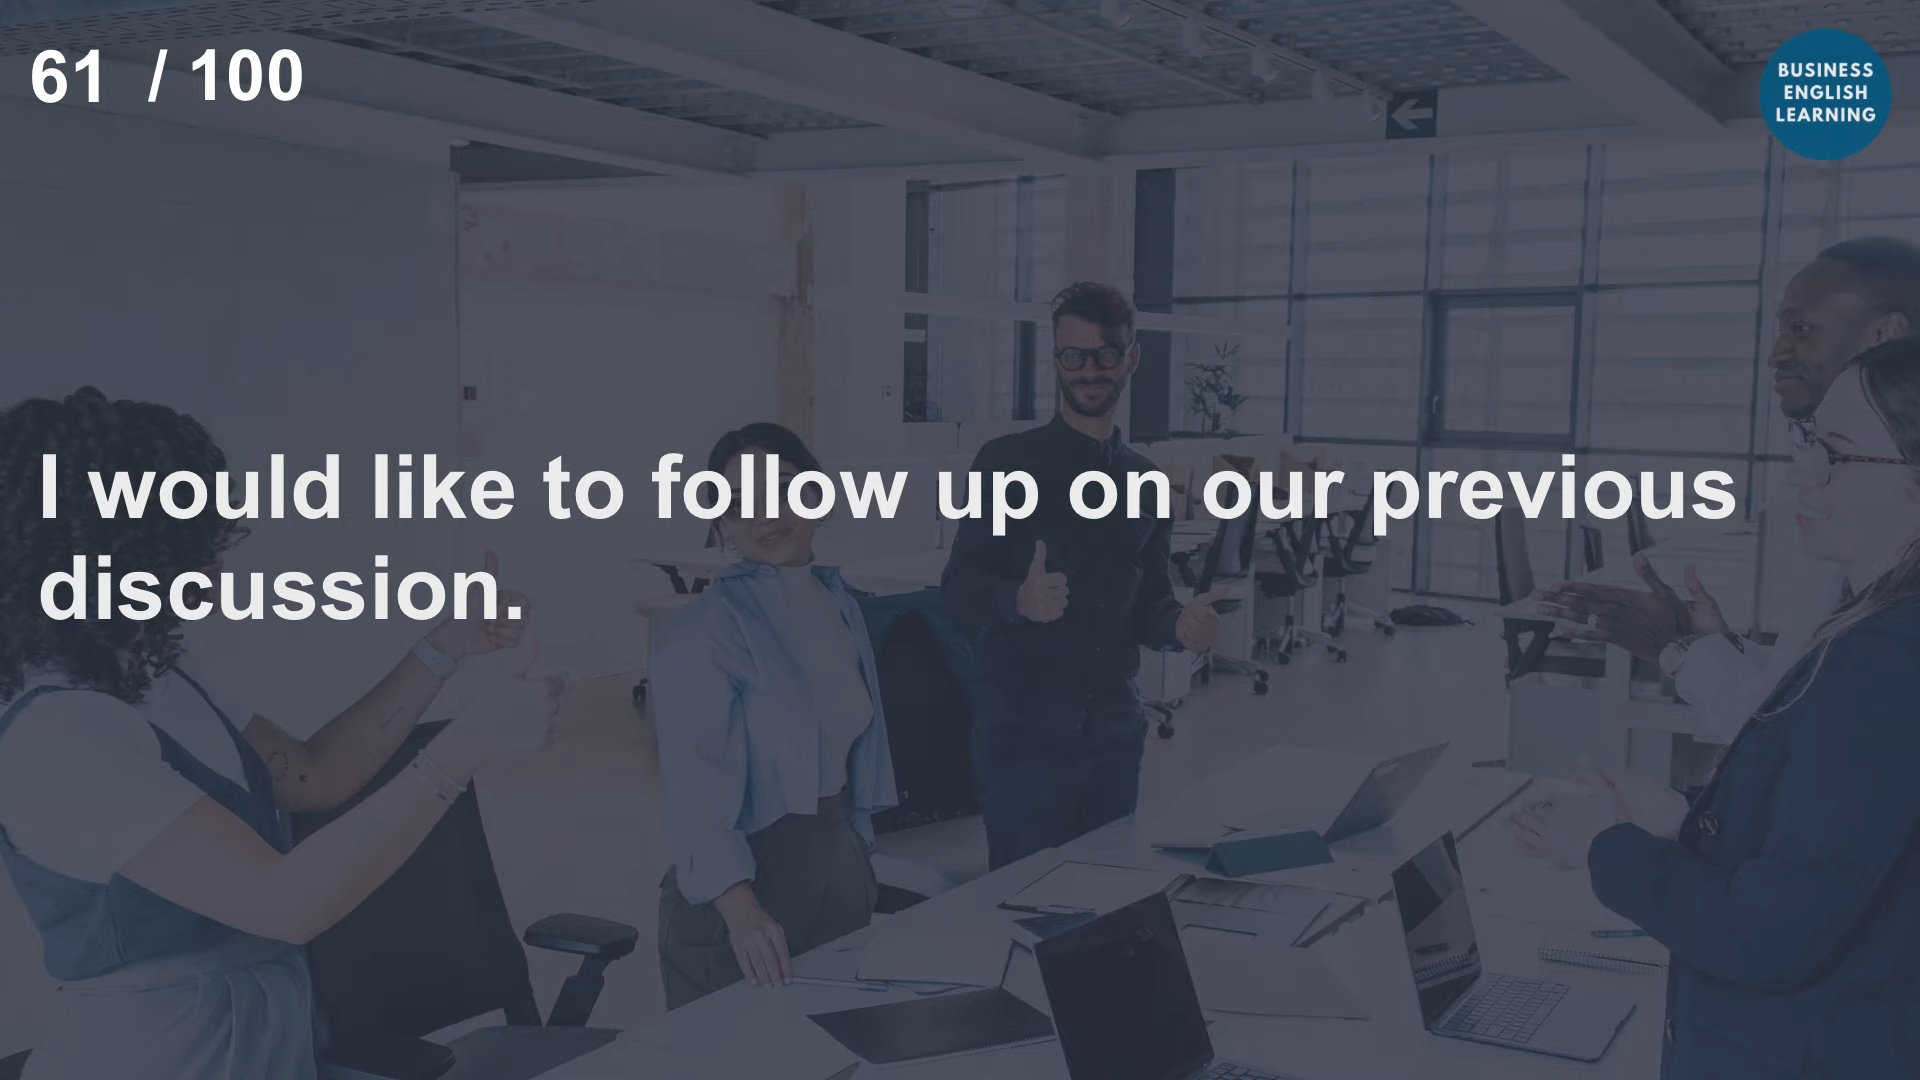 61 / 100
BUSINESS
ENGLISH
LEARNING
I would like to follow up on our previous
discussion.